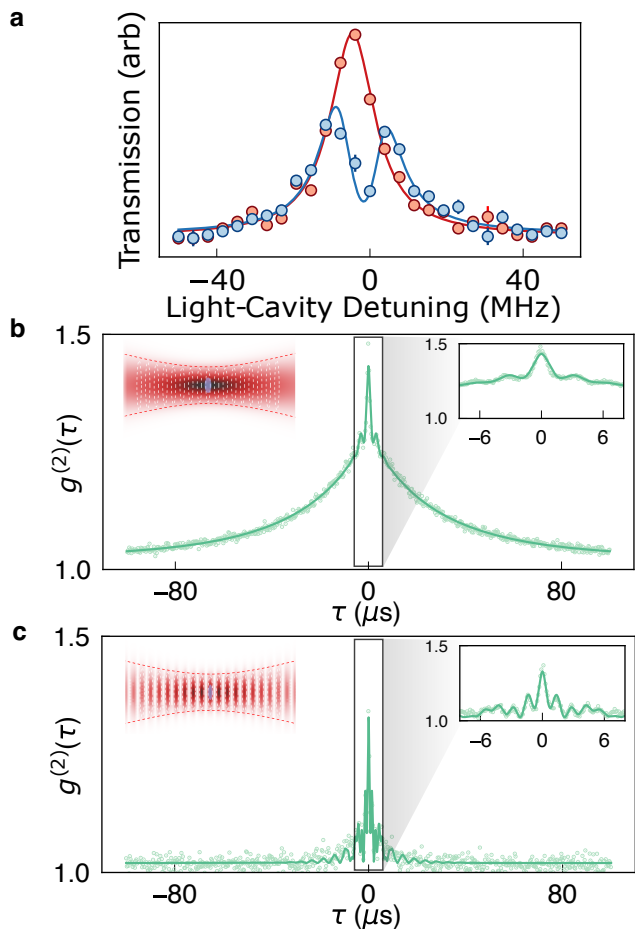 a
Transmission (arb)
−40 0 40
Light-Cavity Detuning (MHz)
b
1.5
1.0
g(2)(τ)
1.5
1.0
−6 0 6
−80 0 80
τ (μs)
c
1.5
1.0
g(2)(τ)
1.5
1.0
−6 0 6
−80 0 80
τ (μs)